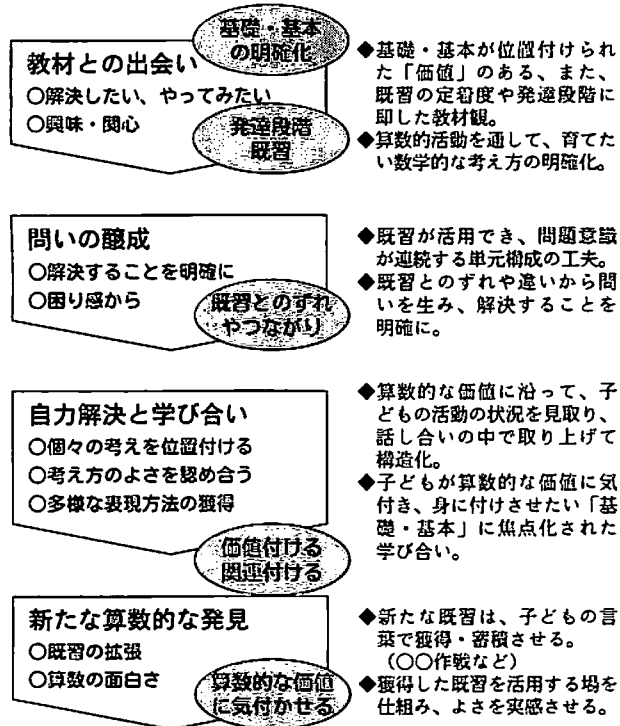 基礎・基本
の明確化
教材との出会い
○解決したい、やってみたい
○興味・関心
発達段階
既習
◆基礎・基本が位置付けられ
た「価値」のある、また、
既習の定着度や発達段階に
即した教材観。
◆算数的活動を通して、育てた
い数学的な考え方の明確化。
問いの醸成
○解決することを明確に
○困り感から
既習とのずれ
やつながり
◆既習が活用でき、問題意識
が連続する単元構成の工夫。
◆既習とのずれや違いから問
いを生み、解決することを
明確に。
自力解決と学び合い
○個々の考えを位置付ける
○考え方のよさを認め合う
○多様な表現方法の獲得
価値付ける
関連付ける
◆算数的な価値に沿って、子
どもの活動の状況を見取り、
話し合いの中で取り上げて
構造化。
◆子どもが算数的な価値に気
付き、身に付けさせたい「基
礎・基本」に焦点化された
学び合い。
新たな算数的な発見
○既習の拡張
○算数の面白さ
算数的な価値
に気付かせる
◆新たな既習は、子どもの言
葉で獲得・蓄積させる。
(○○作戦など)
◆獲得した既習を活用する場を
仕組み、よさを実感させる。